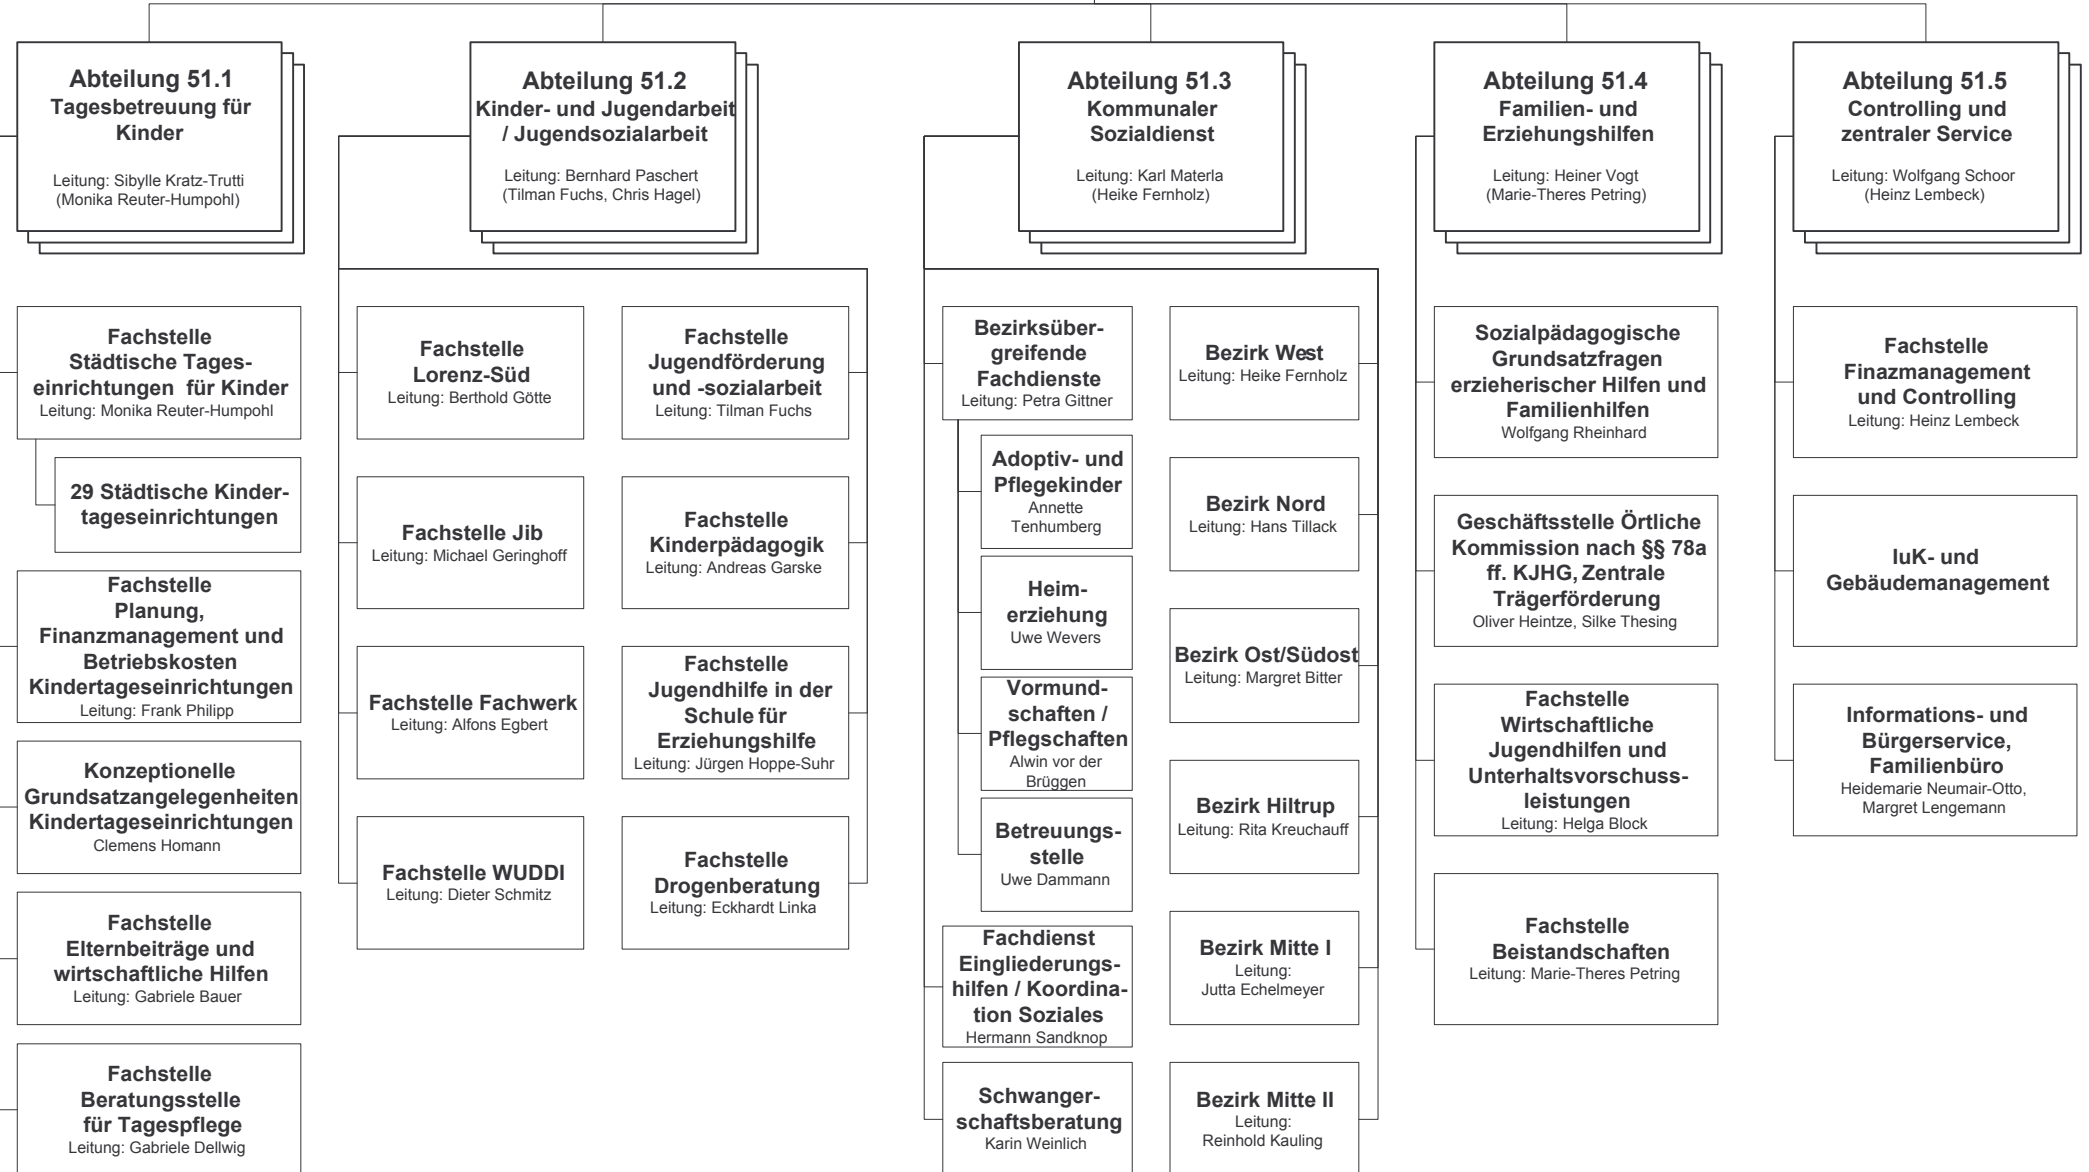 Abteilung 51.1
Tagesbetreuung für
Kinder
Leitung: Sibylle Kratz-Trutti
(Monika Reuter-Humpohl)
Fachstelle
Städtische Tages-
einrichtungen für Kinder
Leitung: Monika Reuter-Humpohl
29 Städtische Kinder-
tageseinrichtungen
Fachstelle
Planung,
Finanzmanagement und
Betriebskosten
Kindertageseinrichtungen
Leitung: Frank Philipp
Konzeptionelle
Grundsatzangelegenheiten
Kindertageseinrichtungen
Clemens Homann
Fachstelle
Elternbeiträge und
wirtschaftliche Hilfen
Leitung: Gabriele Bauer
Fachstelle
Beratungsstelle
für Tagespflege
Leitung: Gabriele Dellwig
Abteilung 51.2
Kinder- und Jugendarbeit
/ Jugendsozialarbeit
Leitung: Bernhard Paschert
(Tilman Fuchs, Chris Hagel)
Fachstelle
Lorenz-Süd
Leitung: Berthold Götte
Fachstelle Jib
Leitung: Michael Geringhoff
Fachstelle Fachwerk
Leitung: Alfons Egbert
Fachstelle WUDDI
Leitung: Dieter Schmitz
Fachstelle
Jugendförderung
und -sozialarbeit
Leitung: Tilman Fuchs
Fachstelle
Kinderpädagogik
Leitung: Andreas Garske
Fachstelle
Jugendhilfe in der
Schule für
Erziehungshilfe
Leitung: Jürgen Hoppe-Suhr
Fachstelle
Drogenberatung
Leitung: Eckhardt Linka
Abteilung 51.3
Kommunaler
Sozialdienst
Leitung: Karl Materla
(Heike Fernholz)
Bezirksüber-
greifende
Fachdienste
Leitung: Petra Gittner
Adoptiv- und
Pflegekinder
Annette
Tenhumberg
Heim-
erziehung
Uwe Wevers
Vormund-
schaften /
Pflegschaften
Alwin vor der
Brüggen
Betreuungs-
stelle
Uwe Dammann
Fachdienst
Eingliederungs-
hilfen / Koordina-
tion Soziales
Hermann Sandknop
Schwanger-
schaftsberatung
Karin Weinlich
Bezirk West
Leitung: Heike Fernholz
Bezirk Nord
Leitung: Hans Tillack
Bezirk Ost/Südost
Leitung: Margret Bitter
Bezirk Hiltrup
Leitung: Rita Kreuchauff
Bezirk Mitte I
Leitung:
Jutta Echelmeyer
Bezirk Mitte II
Leitung:
Reinhold Kauling
Abteilung 51.4
Familien- und
Erziehungshilfen
Leitung: Heiner Vogt
(Marie-Theres Petring)
Sozialpädagogische
Grundsatzfragen
erzieherischer Hilfen und
Familienhilfen
Wolfgang Rheinhard
Geschäftsstelle Örtliche
Kommission nach §§ 78a
ff. KJHG, Zentrale
Trägerförderung
Oliver Heintze, Silke Thesing
Fachstelle
Wirtschaftliche
Jugendhilfen und
Unterhaltsvorschuss-
leistungen
Leitung: Helga Block
Fachstelle
Beistandschaften
Leitung: Marie-Theres Petring
Abteilung 51.5
Controlling und
zentraler Service
Leitung: Wolfgang Schoor
(Heinz Lembeck)
Fachstelle
Finazmanagement
und Controlling
Leitung: Heinz Lembeck
IuK- und
Gebäudemanagement
Informations- und
Bürgerservice,
Familienbüro
Heidemarie Neumair-Otto,
Margret Lengemann